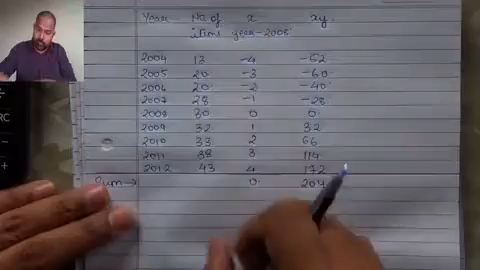 Year No. of x xy
items year-2008
2004 13 -4 -52
2005 20 -3 -60
2006 20 -2 -40
2007 28 -1 -28
2008 30 0 0
2009 32 1 32
2010 33 2 66
2011 38 3 114
2012 43 4 172
Sum→ 0 204